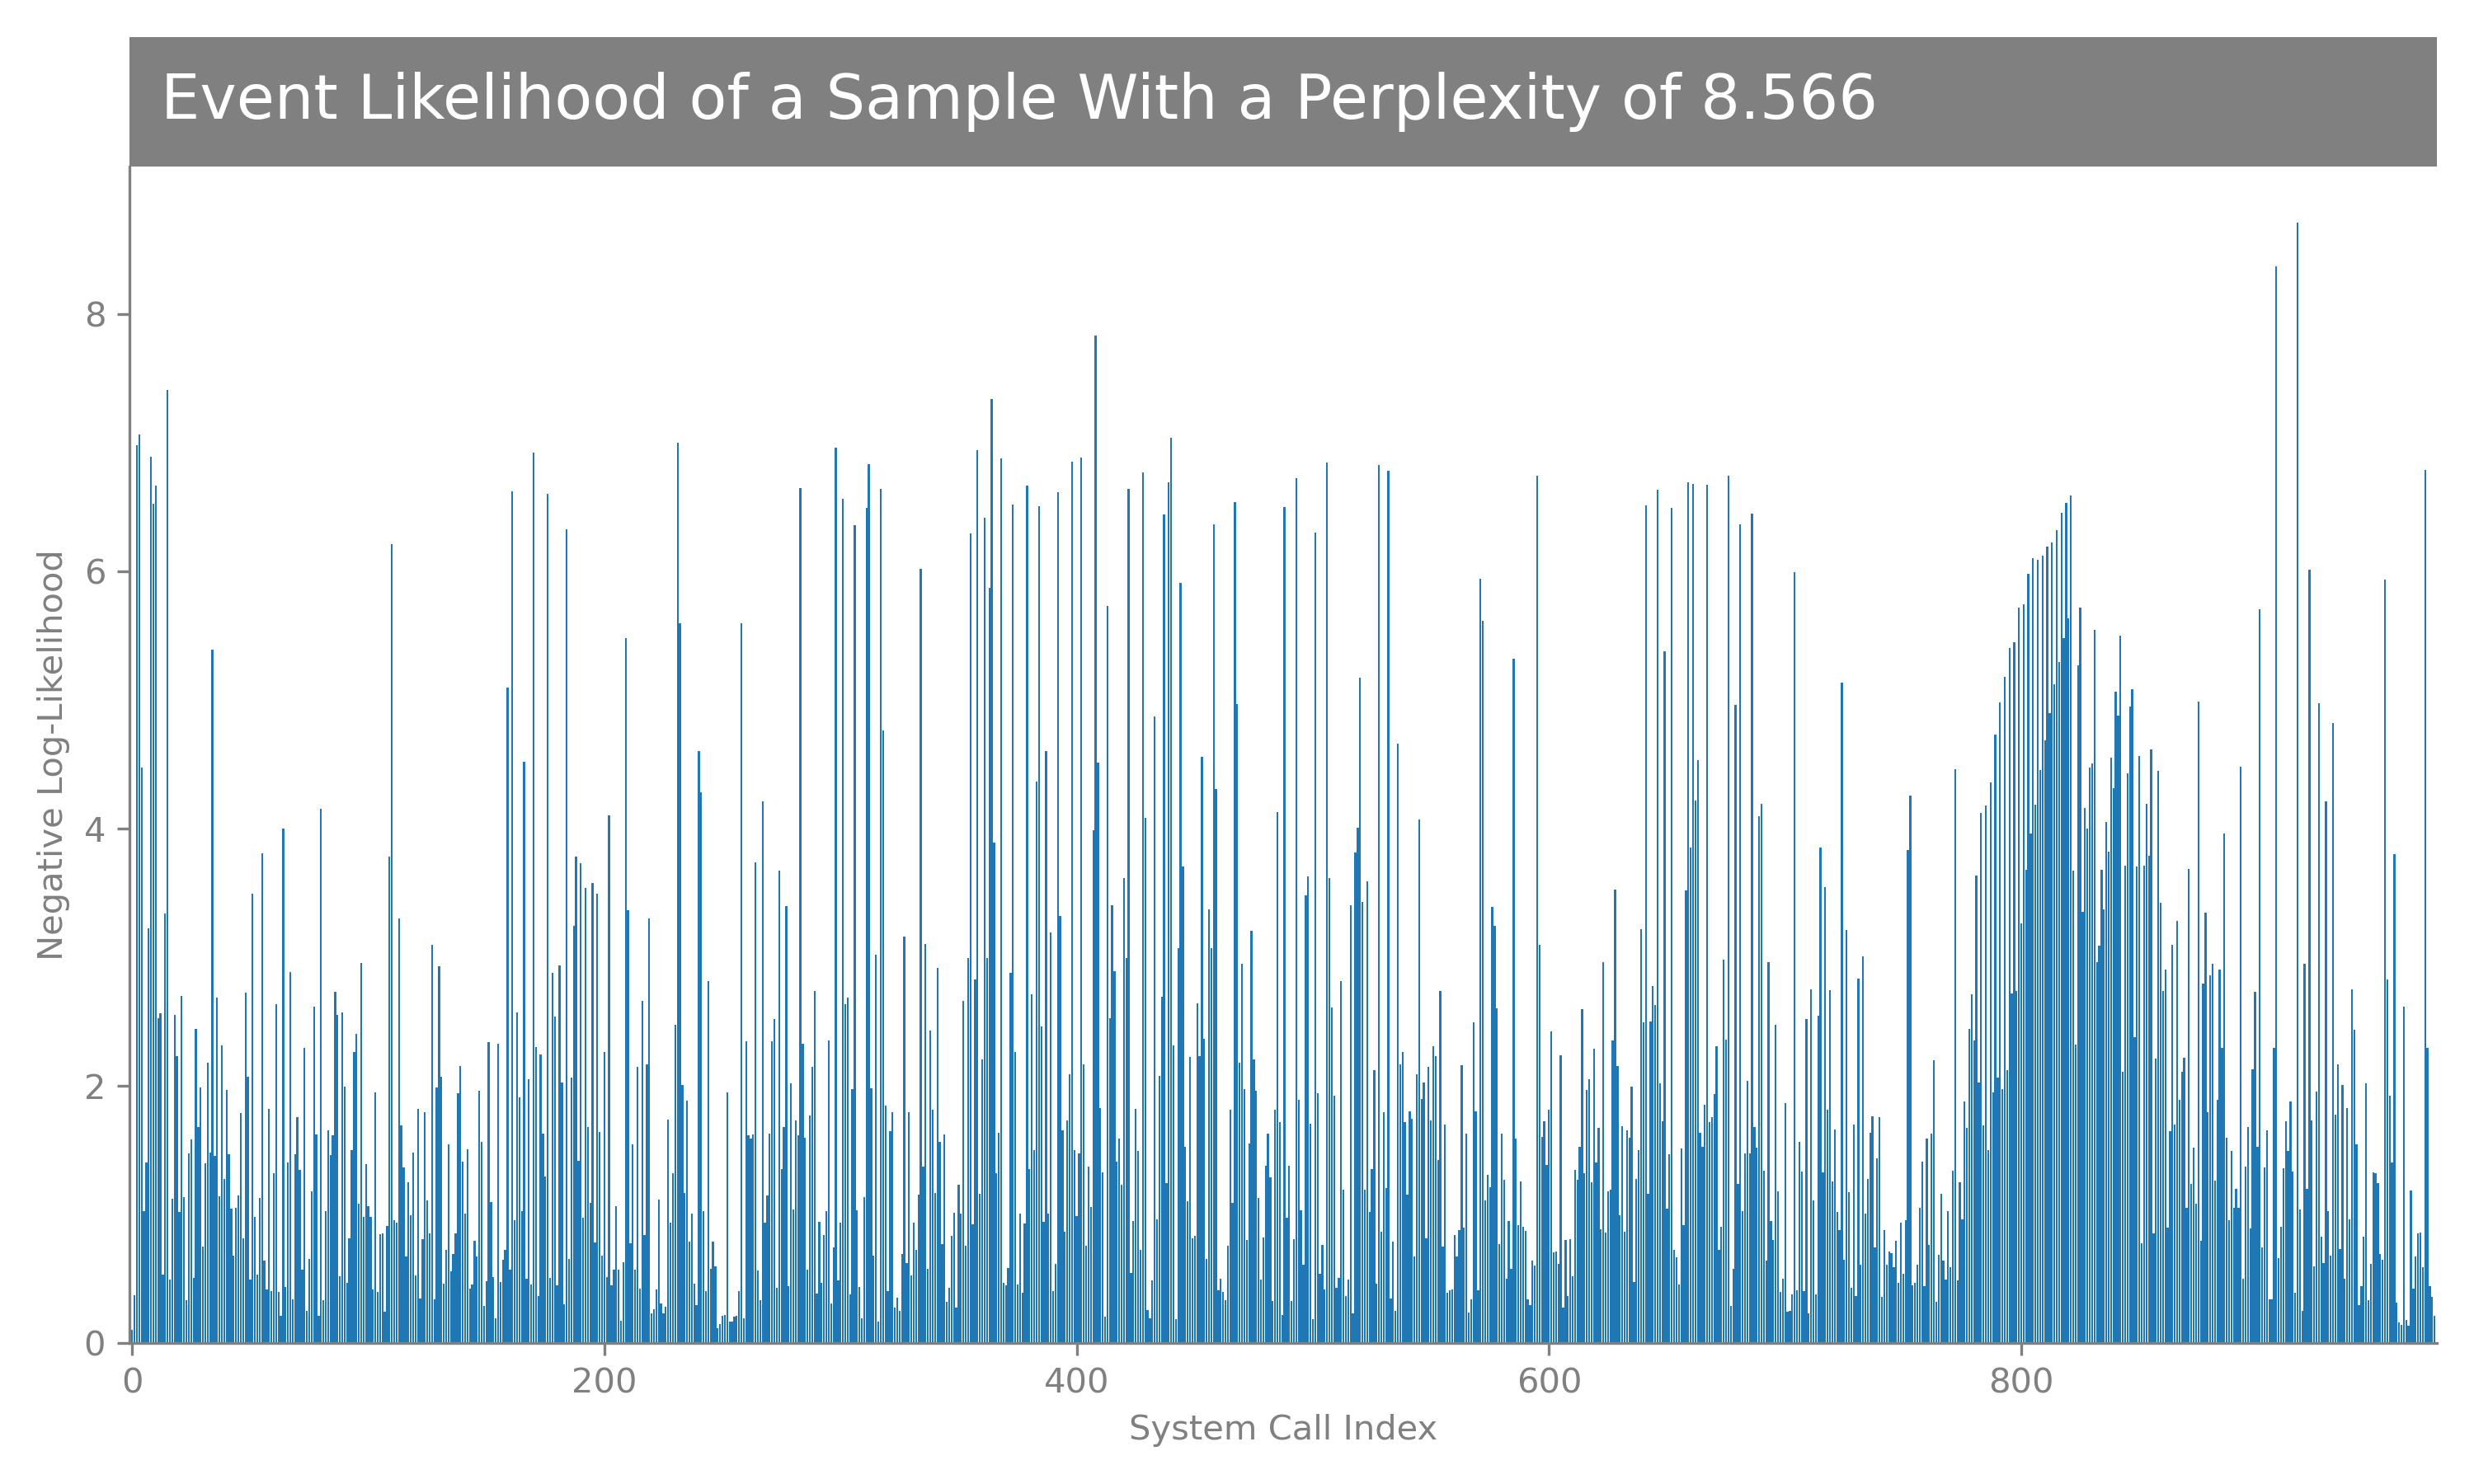 Event Likelihood of a Sample With a Perplexity of 8.566
Negative Log-Likelihood
8
6
4
2
0
0 200 400 600 800
System Call Index